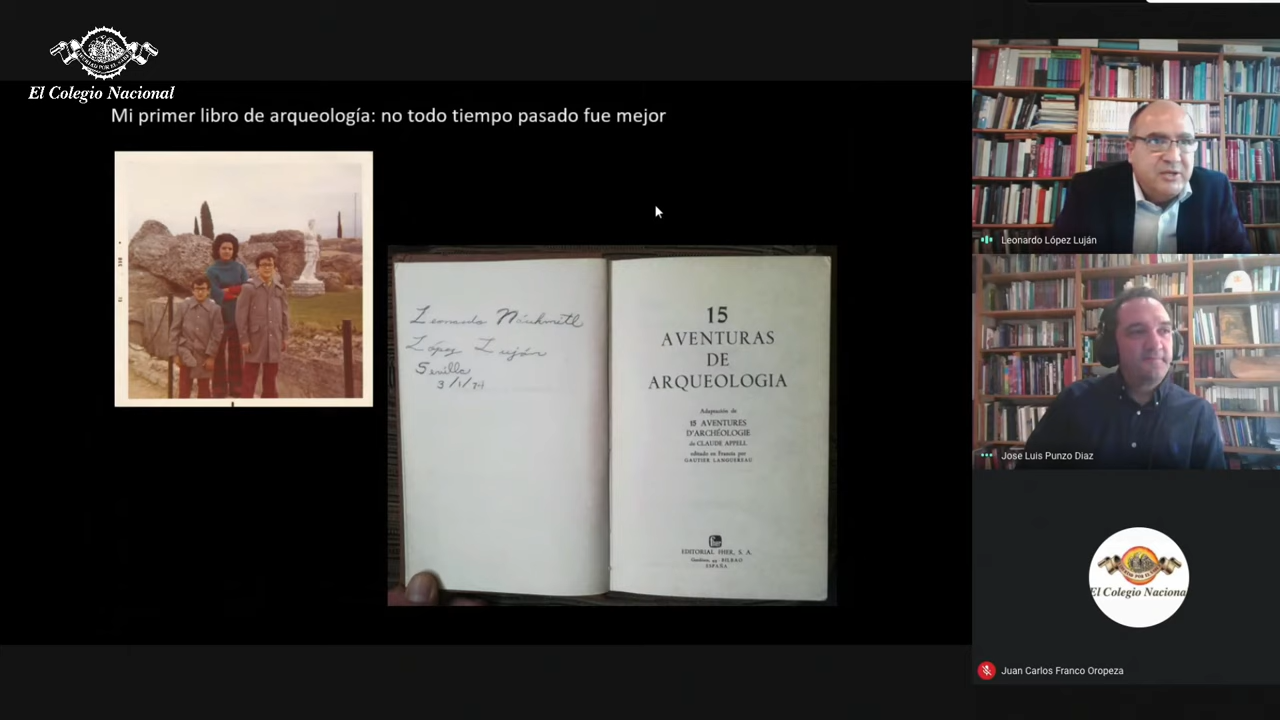 El Colegio Nacional
Mi primer libro de arqueología: no todo tiempo pasado fue mejor
Leonardo Náuhmitl
López Luján
Sevilla
3/1/74
15
AVENTURAS
DE
ARQUEOLOGIA
Adaptación de
15 AVENTURES
D'ARCHÉOLOGIE
de CLAUDE APPELL
editado en Francia por
GAUTIER LANGUEREAU
EDITORIAL FHER, S. A.
BILBAO
ESPAÑA
Leonardo López Luján
Jose Luis Punzo Diaz
El Colegio Nacional
Juan Carlos Franco Oropeza